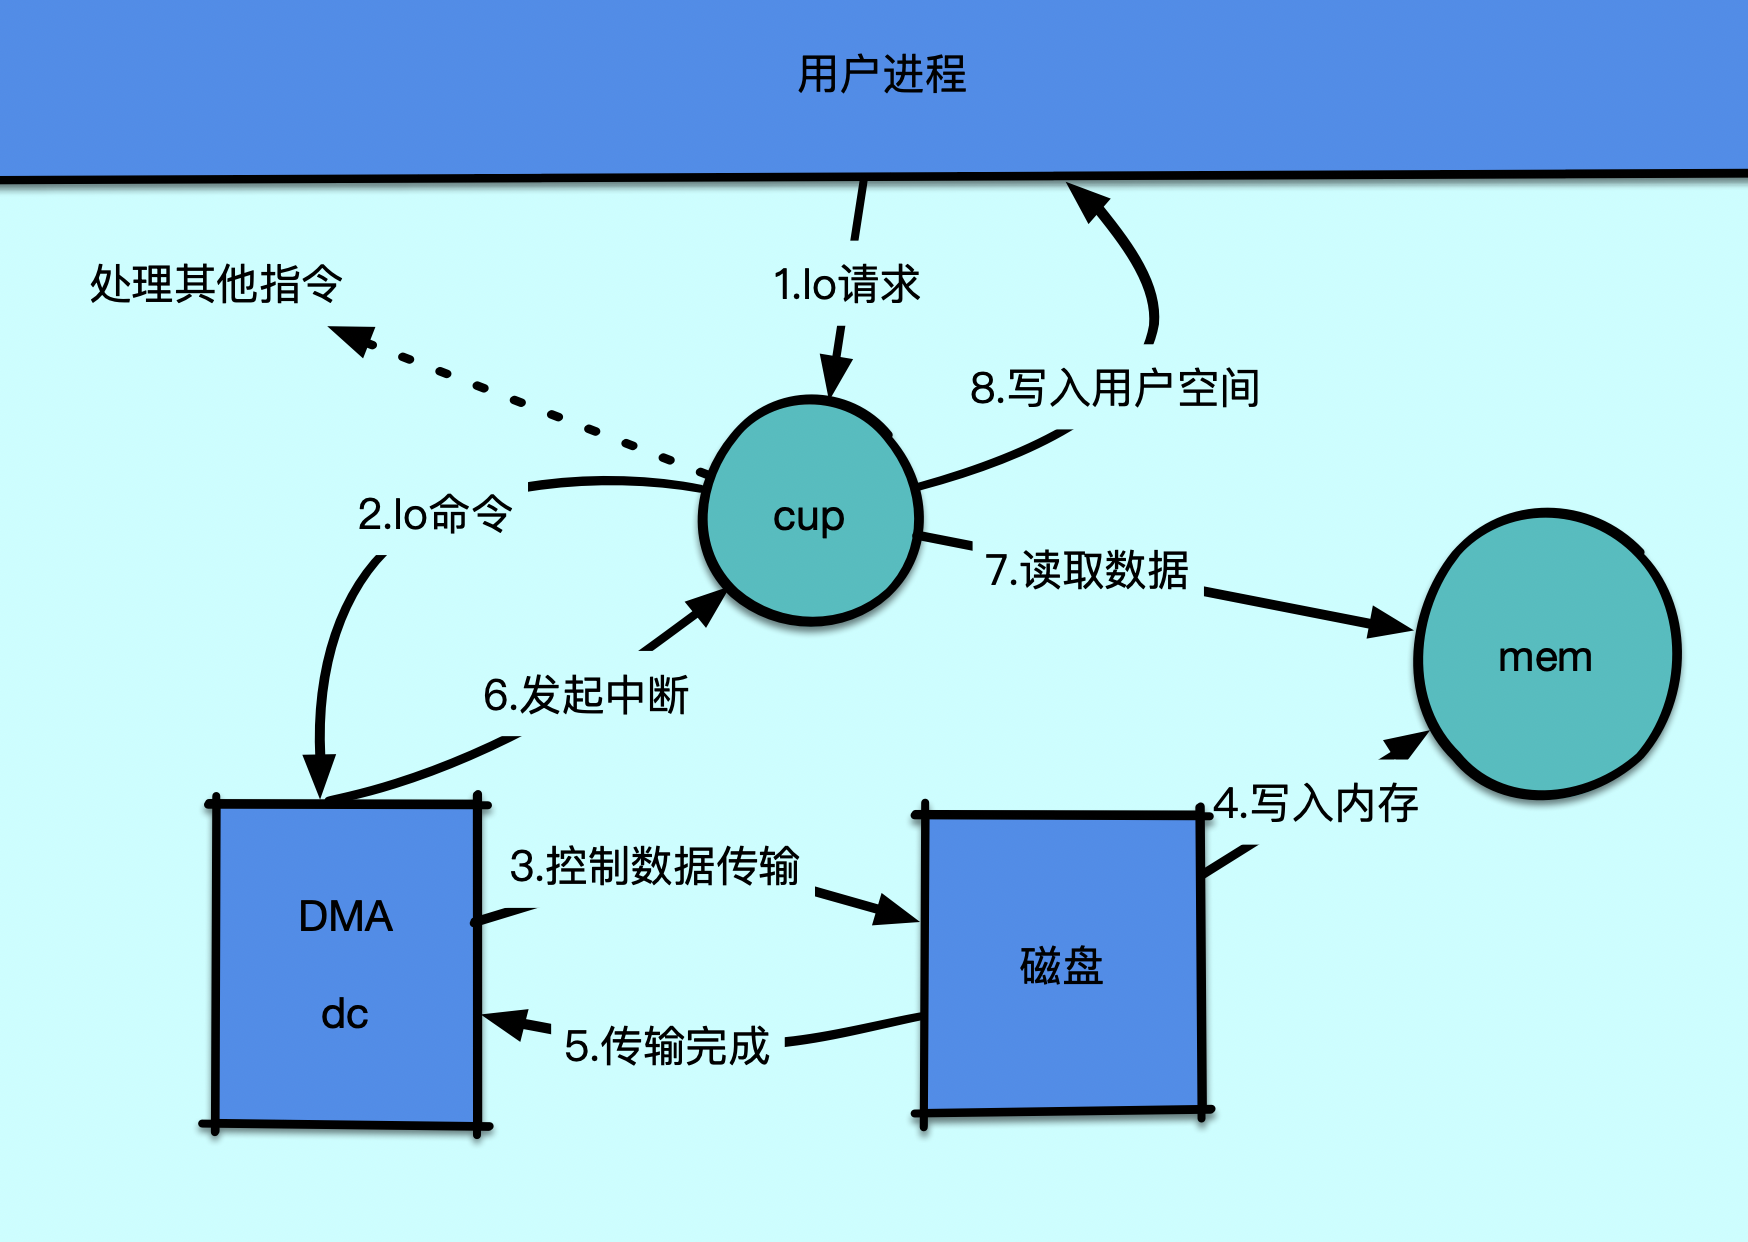 用户进程
处理其他指令
1.Io请求
8.写入用户空间
2.Io命令
cup
7.读取数据
mem
6.发起中断
4.写入内存
3.控制数据传输
DMA
dc
磁盘
5.传输完成